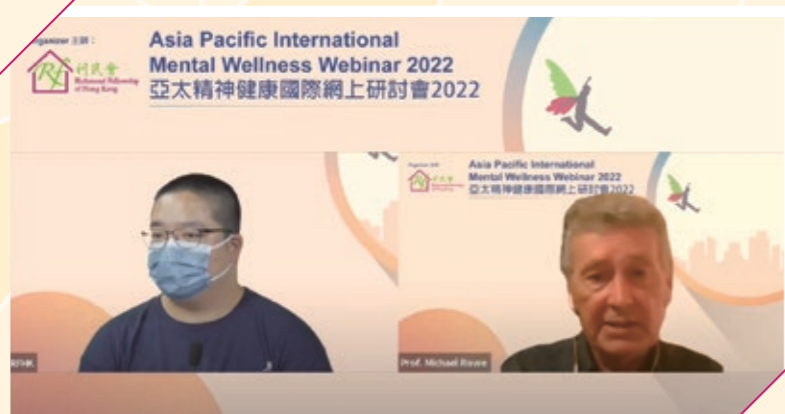 Organizer 主辦：
利民會
Richmond Fellowship
of Hong Kong
Asia Pacific International
Mental Wellness Webinar 2022
亞太精神健康國際網上研討會2022
Asia Pacific International
Mental Wellness Webinar 2022
亞太精神健康國際網上研討會2022
RFHK
Prof. Michael Rowe